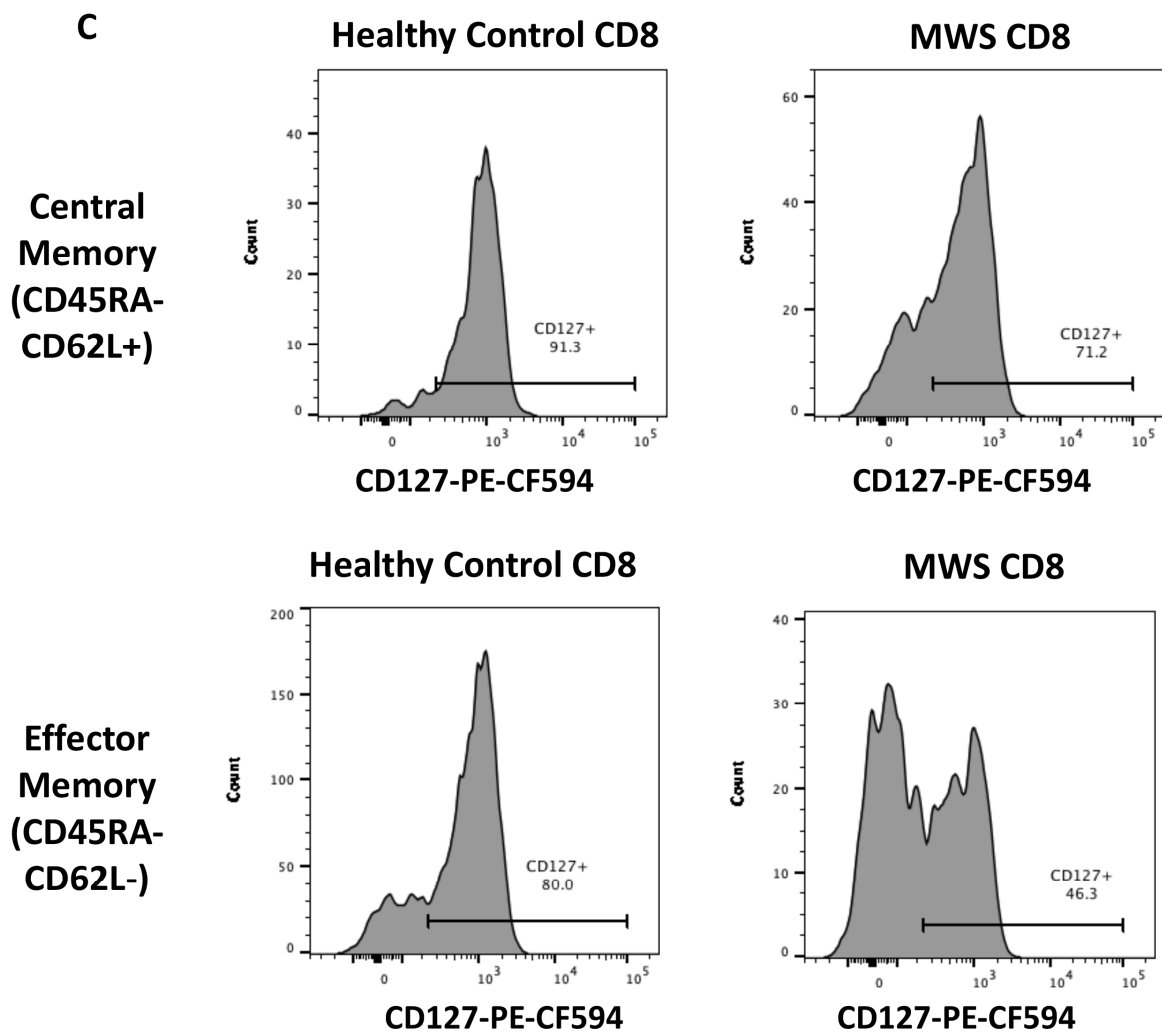 C
Healthy Control CD8
MWS CD8
Central
Memory
(CD45RA-
CD62L+)
Count
40
30
20
10
0
CD127+
91.3
0
10^3
10^4
10^5
CD127-PE-CF594
Count
60
40
20
0
CD127+
71.2
0
10^3
10^4
10^5
CD127-PE-CF594
Healthy Control CD8
MWS CD8
Effector
Memory
(CD45RA-
CD62L-)
Count
200
150
100
50
0
CD127+
80.0
0
10^3
10^4
10^5
CD127-PE-CF594
Count
40
30
20
10
0
CD127+
46.3
0
10^3
10^4
10^5
CD127-PE-CF594